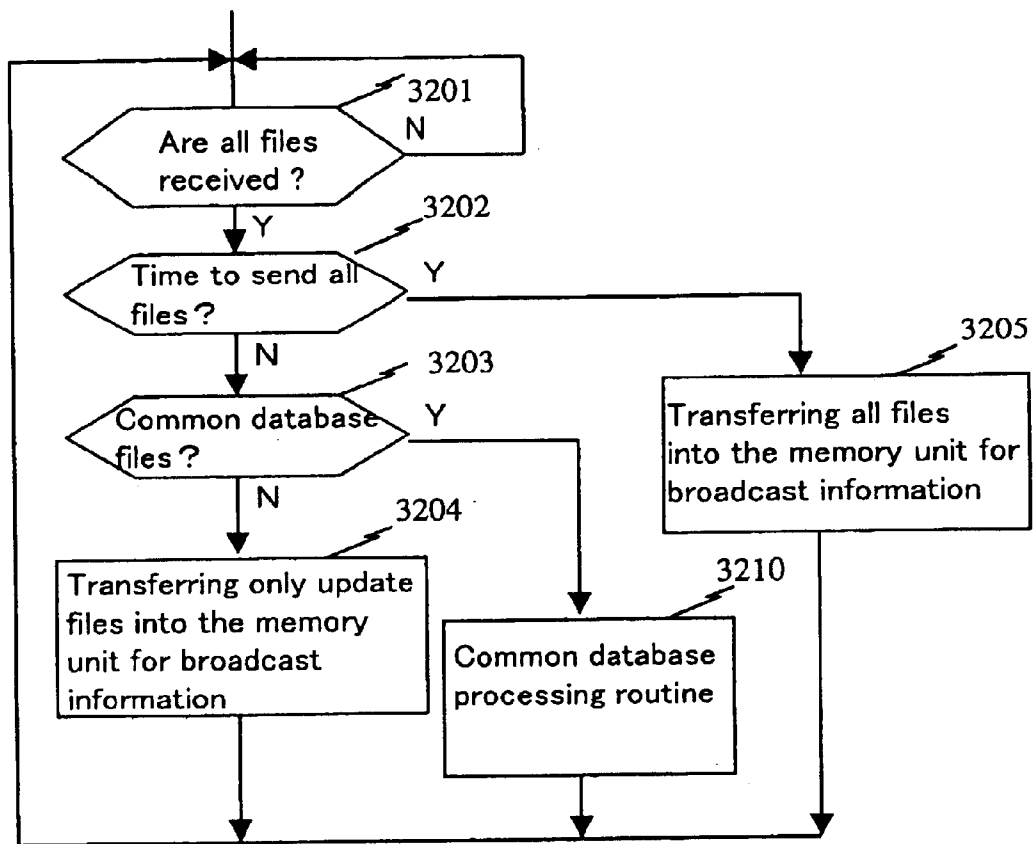 3201
Are all files
received ?
N
Y
3202
Time to send all
files?
Y
N
3203
Common database
files?
Y
N
3205
Transferring all files
into the memory unit for
broadcast information
3204
Transferring only update
files into the memory
unit for broadcast
information
3210
Common database
processing routine